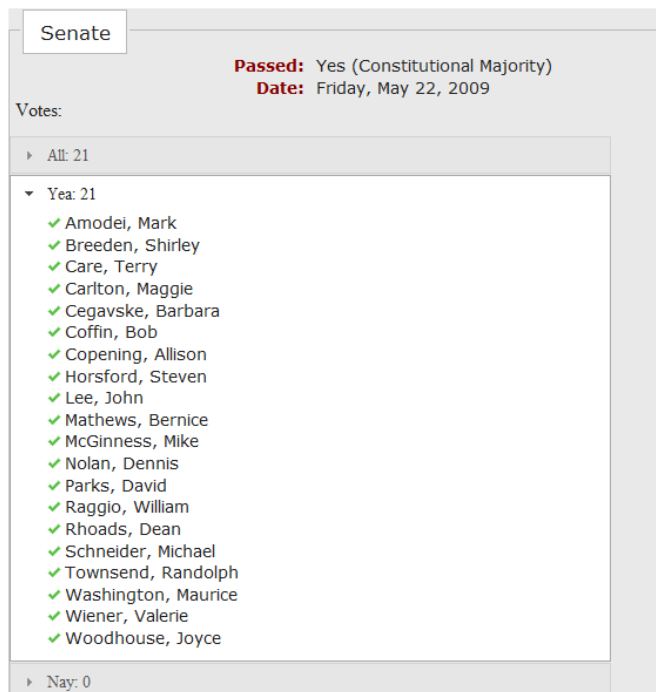 Senate
Passed: Yes (Constitutional Majority)
Date: Friday, May 22, 2009
Votes:
All: 21
Yea: 21
Amodei, Mark
Breeden, Shirley
Care, Terry
Carlton, Maggie
Cegavske, Barbara
Coffin, Bob
Copening, Allison
Horsford, Steven
Lee, John
Mathews, Bernice
McGinness, Mike
Nolan, Dennis
Parks, David
Raggio, William
Rhoads, Dean
Schneider, Michael
Townsend, Randolph
Washington, Maurice
Wiener, Valerie
Woodhouse, Joyce
Nay: 0